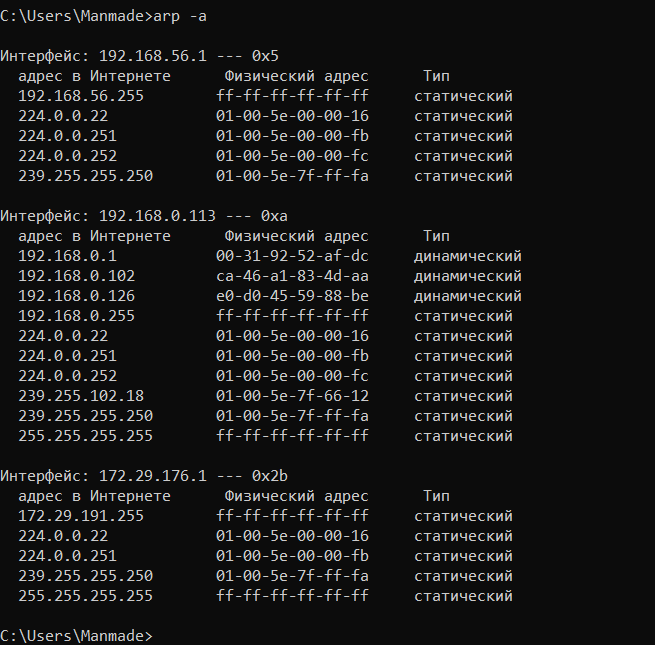 C:\Users\Manmade>arp -a
Интерфейс: 192.168.56.1 --- 0x5
адрес в Интернете Физический адрес Тип
192.168.56.255 ff-ff-ff-ff-ff-ff статический
224.0.0.22 01-00-5e-00-00-16 статический
224.0.0.251 01-00-5e-00-00-fb статический
224.0.0.252 01-00-5e-00-00-fc статический
239.255.255.250 01-00-5e-7f-ff-fa статический
Интерфейс: 192.168.0.113 --- 0xa
адрес в Интернете Физический адрес Тип
192.168.0.1 00-31-92-52-af-dc динамический
192.168.0.102 ca-46-a1-83-4d-aa динамический
192.168.0.126 e0-d0-45-59-88-be динамический
192.168.0.255 ff-ff-ff-ff-ff-ff статический
224.0.0.22 01-00-5e-00-00-16 статический
224.0.0.251 01-00-5e-00-00-fb статический
224.0.0.252 01-00-5e-00-00-fc статический
239.255.102.18 01-00-5e-7f-66-12 статический
239.255.255.250 01-00-5e-7f-ff-fa статический
255.255.255.255 ff-ff-ff-ff-ff-ff статический
Интерфейс: 172.29.176.1 --- 0x2b
адрес в Интернете Физический адрес Тип
172.29.191.255 ff-ff-ff-ff-ff-ff статический
224.0.0.22 01-00-5e-00-00-16 статический
224.0.0.251 01-00-5e-00-00-fb статический
239.255.255.250 01-00-5e-7f-ff-fa статический
255.255.255.255 ff-ff-ff-ff-ff-ff статический
C:\Users\Manmade>